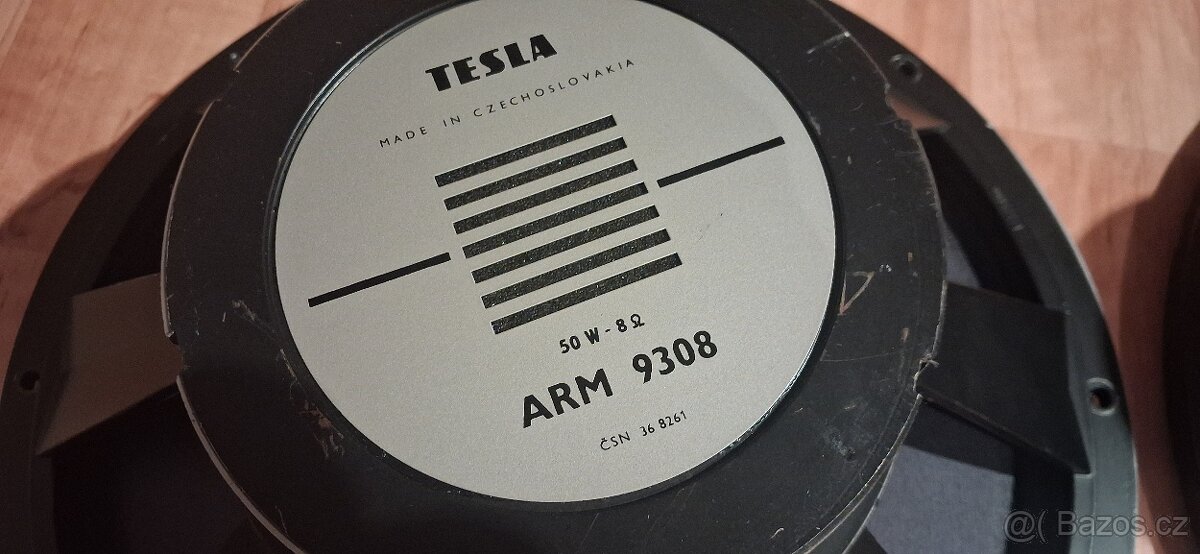 TESLA
MADE IN CZECHOSLOVAKIA
50 W - 8 Ω
ARM 9308
ČSN 36 8261
@( Bazos.cz